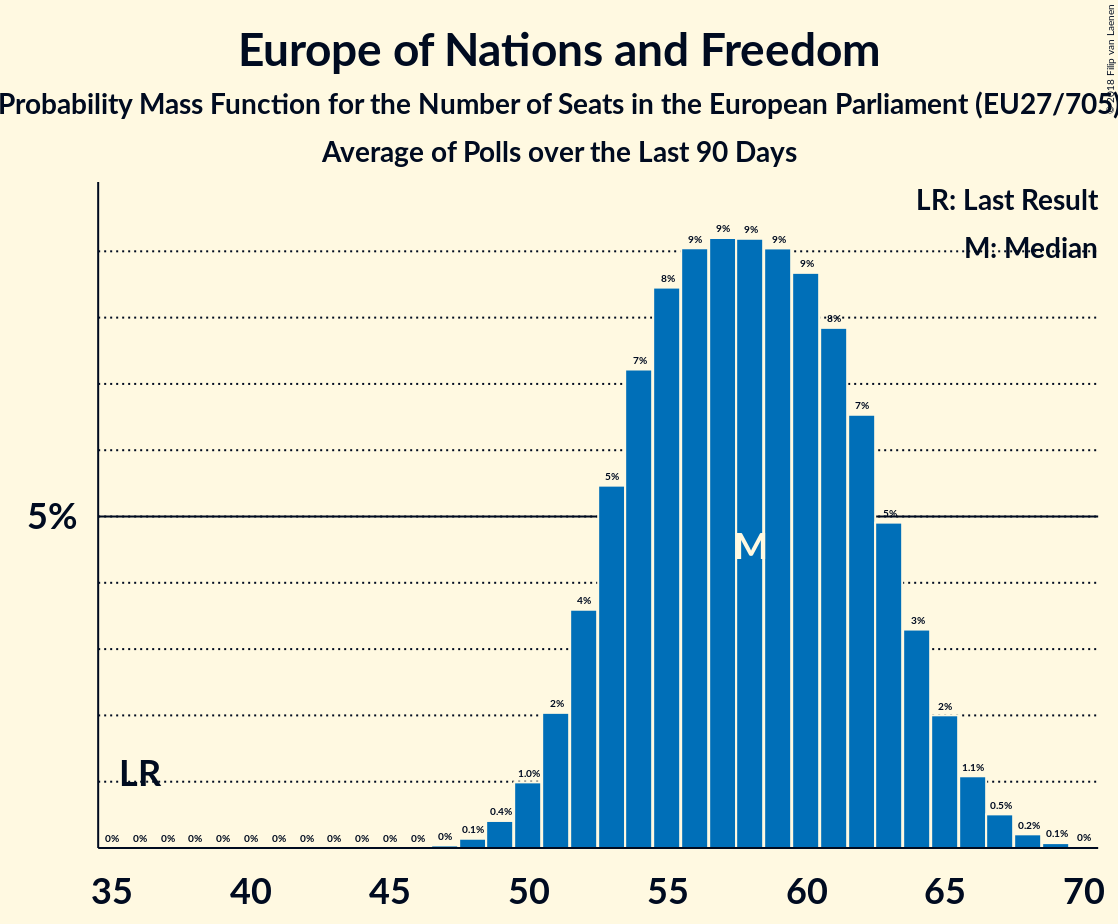 Europe of Nations and Freedom
Probability Mass Function for the Number of Seats in the European Parliament (EU27/705)
Average of Polls over the Last 90 Days
© 2018 Filip van Laenen
LR: Last Result
M: Median
5%
LR
M
0% 0% 0% 0% 0% 0% 0% 0% 0% 0% 0% 0% 0% 0.1% 0.4% 1.0% 2% 4% 5% 7% 8% 9% 9% 9% 9% 9% 8% 7% 5% 3% 2% 1.1% 0.5% 0.2% 0.1% 0%
35 40 45 50 55 60 65 70